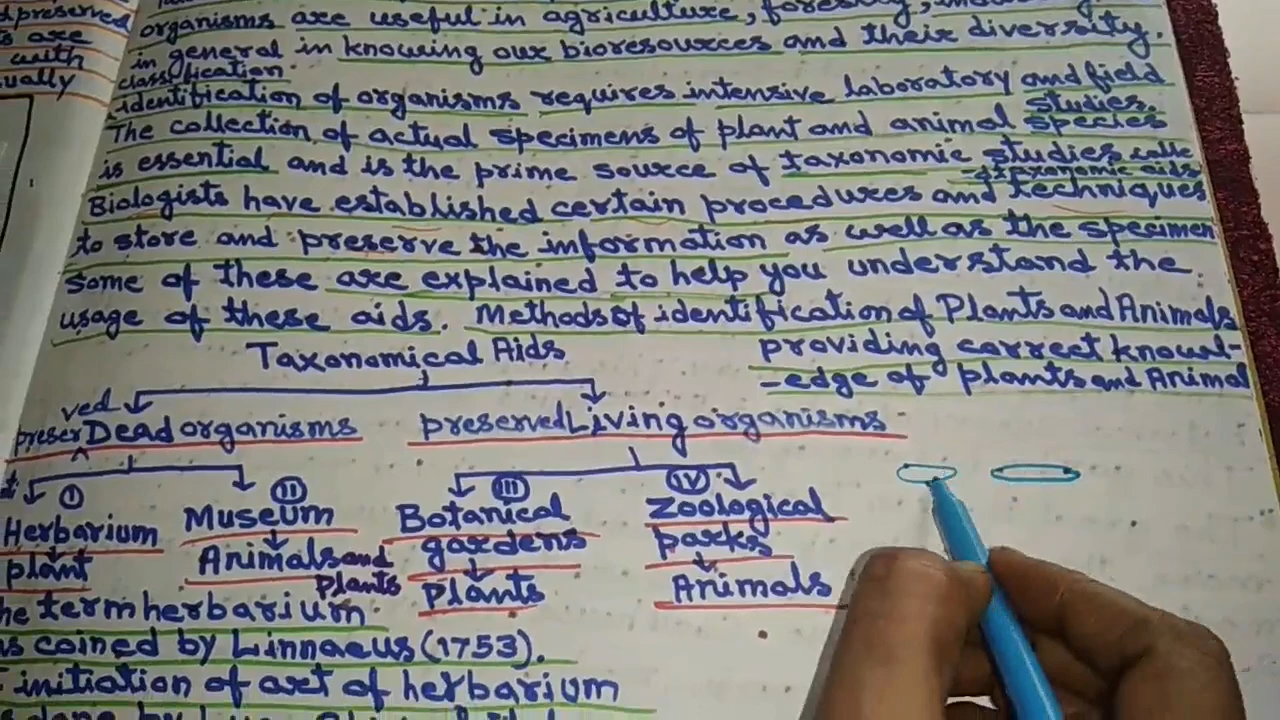 d preserved
s are
with
ually
organisms are useful in agriculture, forestry,
in general in knowing our bioresources and their diversity.
classification
identification of organisms requires intensive laboratory and field
studies.
The collection of actual specimens of plant and animal species
is essential and is the prime source of taxonomic studies
taxonomic aids
Biologists have established certain procedures and techniques
to store and preserve the information as well as the specimen
some of these are explained to help you understand the
usage of these aids. Methods of identification of Plants and Animals
providing correct knowl-
-edge of plants and Animal
Taxonomical Aids
preserved Dead organisms
preserved Living organisms
I
II
III
IV
Herbarium
plant
Museum
Animals and
Plants
Botanical
gardens
Plants
Zoological
parks
Animals
he term herbarium
s coined by Linnaeus (1753).
initiation of art of herbarium